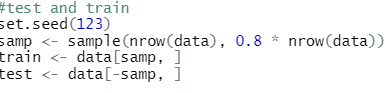 #test and train
set.seed(123)
samp <- sample(nrow(data), 0.8 * nrow(data))
train <- data[samp, ]
test <- data[-samp, ]